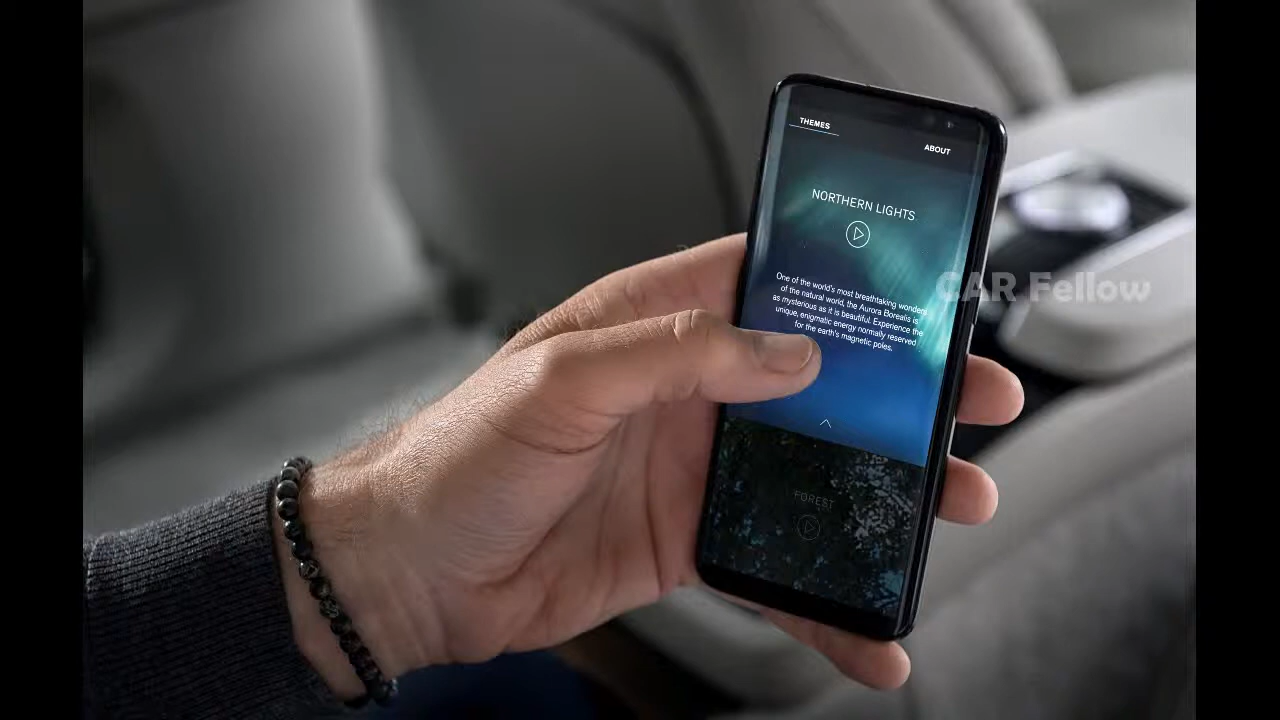 THEMES
ABOUT
NORTHERN LIGHTS
One of the world's most breathtaking wonders
of the natural world, the Aurora Borealis is
as mysterious as it is beautiful. Experience the
unique, enigmatic energy normally reserved
for the earth's magnetic poles.
CAR Fellow
FOREST